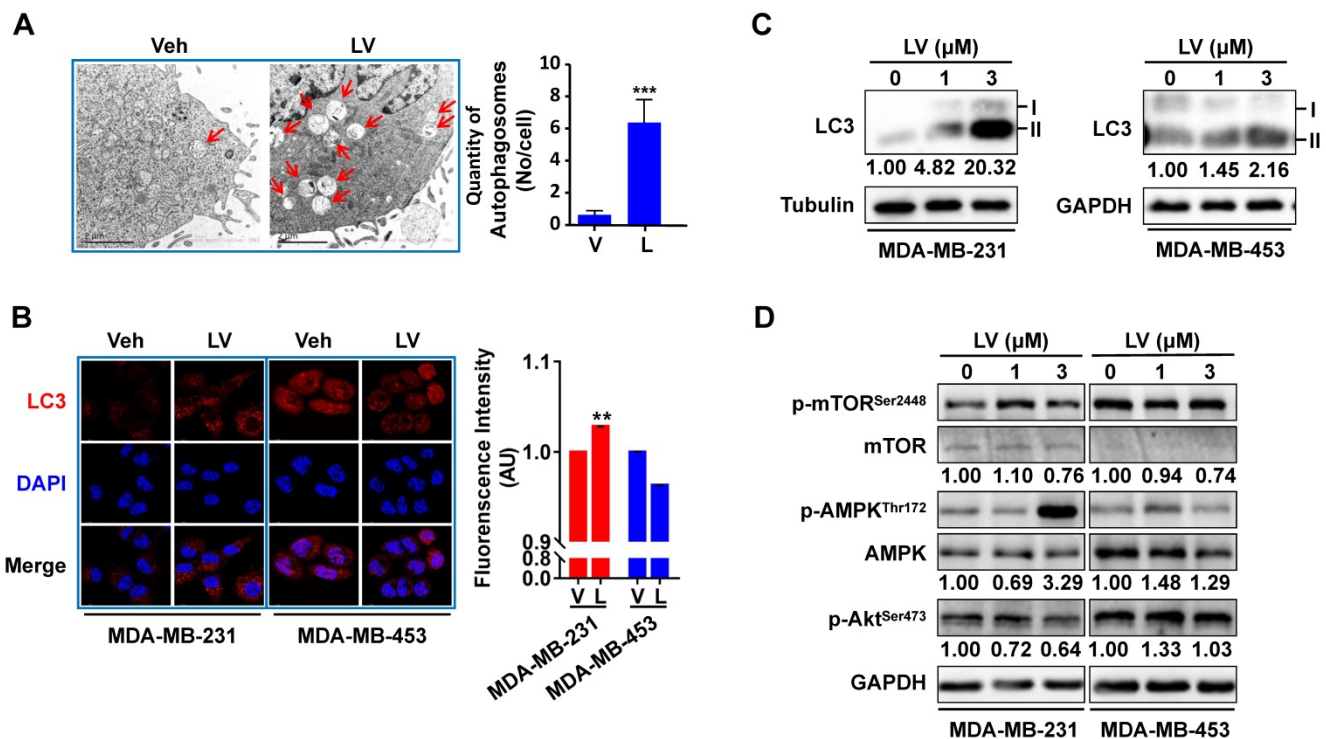 A
Veh LV
2 µm
2 µm
Quantity of
Autophagosomes
(No/cell)
10
8
6
4
2
0
***
V L
B
Veh LV Veh LV
LC3
DAPI
Merge
MDA-MB-231 MDA-MB-453
Fluorenscence Intensity
(AU)
1.1
1.0
0.9
0.8
0.0
**
V L V L
MDA-MB-231
MDA-MB-453
C
LV (µM) LV (µM)
0 1 3 0 1 3
LC3 I II LC3 I II
1.00 4.82 20.32 1.00 1.45 2.16
Tubulin GAPDH
MDA-MB-231 MDA-MB-453
D
LV (µM) LV (µM)
0 1 3 0 1 3
p-mTORSer2448
mTOR
1.00 1.10 0.76 1.00 0.94 0.74
p-AMPKThr172
AMPK
1.00 0.69 3.29 1.00 1.48 1.29
p-AktSer473
1.00 0.72 0.64 1.00 1.33 1.03
GAPDH
MDA-MB-231 MDA-MB-453